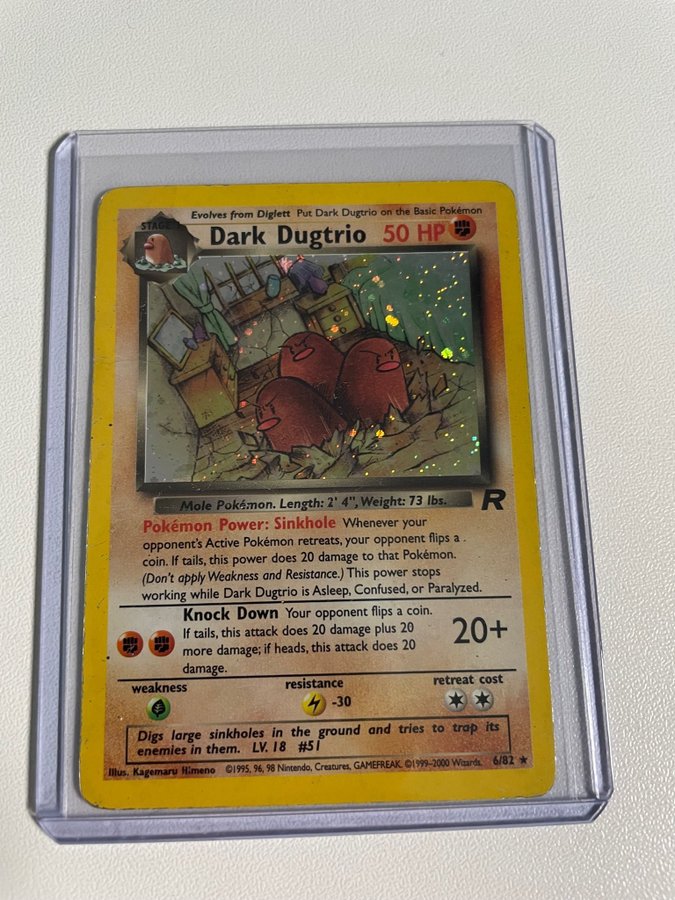 Evolves from Diglett Put Dark Dugtrio on the Basic Pokémon
STAGE 1
Dark Dugtrio 50 HP
Mole Pokémon. Length: 2' 4", Weight: 73 lbs.
R
Pokémon Power: Sinkhole Whenever your
opponent's Active Pokémon retreats, your opponent flips a
coin. If tails, this power does 20 damage to that Pokémon.
(Don't apply Weakness and Resistance.) This power stops
working while Dark Dugtrio is Asleep, Confused, or Paralyzed.
Knock Down Your opponent flips a coin.
If tails, this attack does 20 damage plus 20
more damage; if heads, this attack does 20
damage.
20+
weakness resistance retreat cost
-30
Digs large sinkholes in the ground and tries to trap its
enemies in them. LV. 18 #51
Illus. Kagemaru Himeno ©1995, 96, 98 Nintendo, Creatures, GAMEFREAK. ©1999-2000 Wizards. 6/82 ★